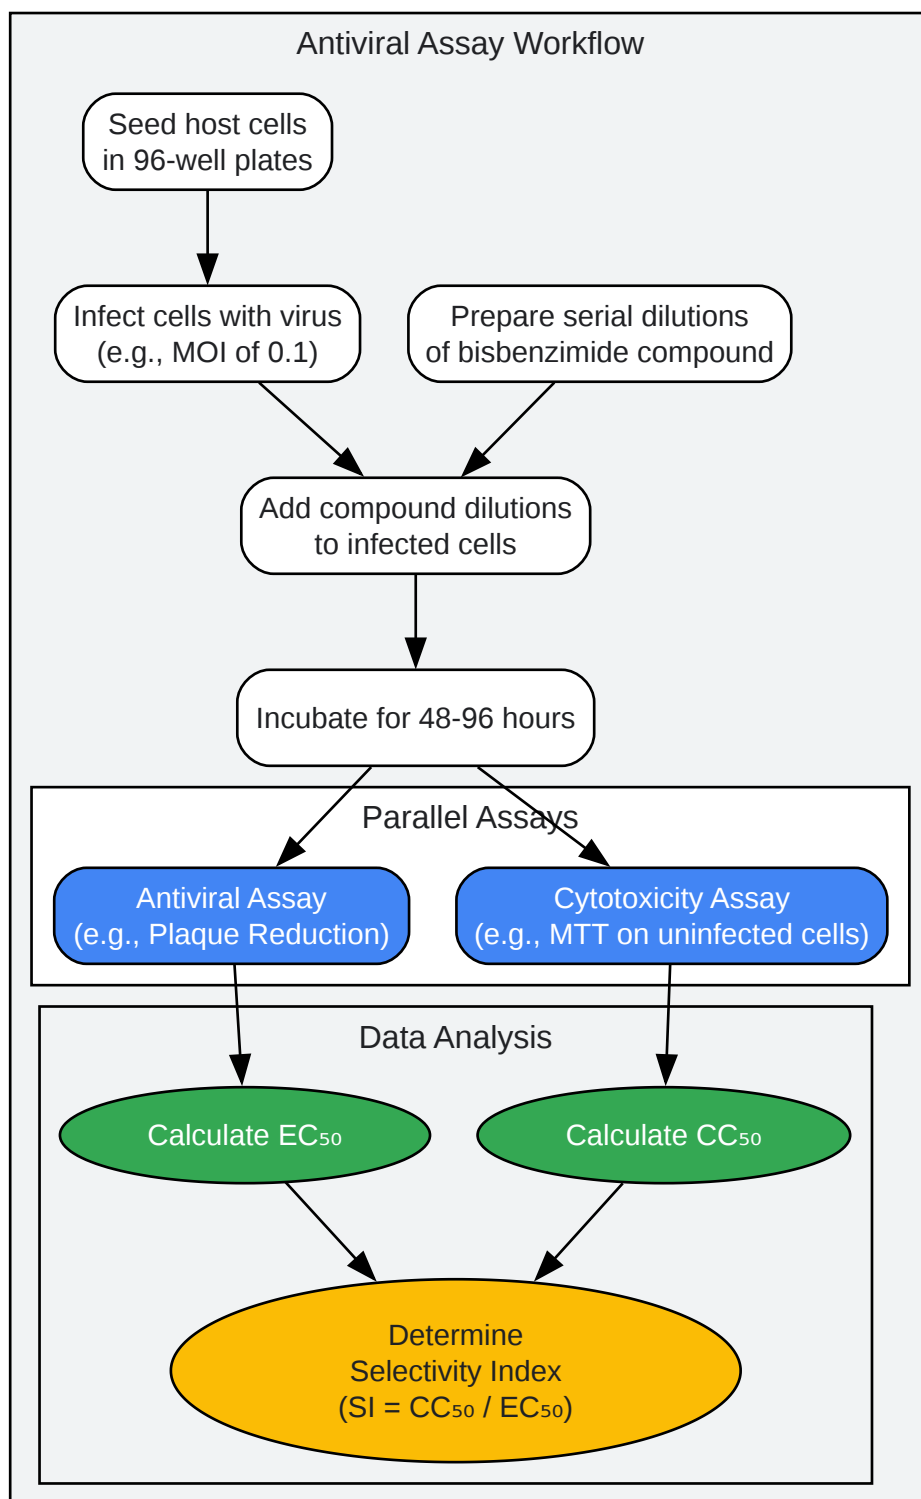 Antiviral Assay Workflow
Seed host cells
in 96-well plates
Infect cells with virus
(e.g., MOI of 0.1)
Prepare serial dilutions
of bisbenzimide compound
Add compound dilutions
to infected cells
Incubate for 48-96 hours
Parallel Assays
Antiviral Assay
(e.g., Plaque Reduction)
Cytotoxicity Assay
(e.g., MTT on uninfected cells)
Data Analysis
Calculate EC₅₀
Calculate CC₅₀
Determine
Selectivity Index
(SI = CC₅₀ / EC₅₀)